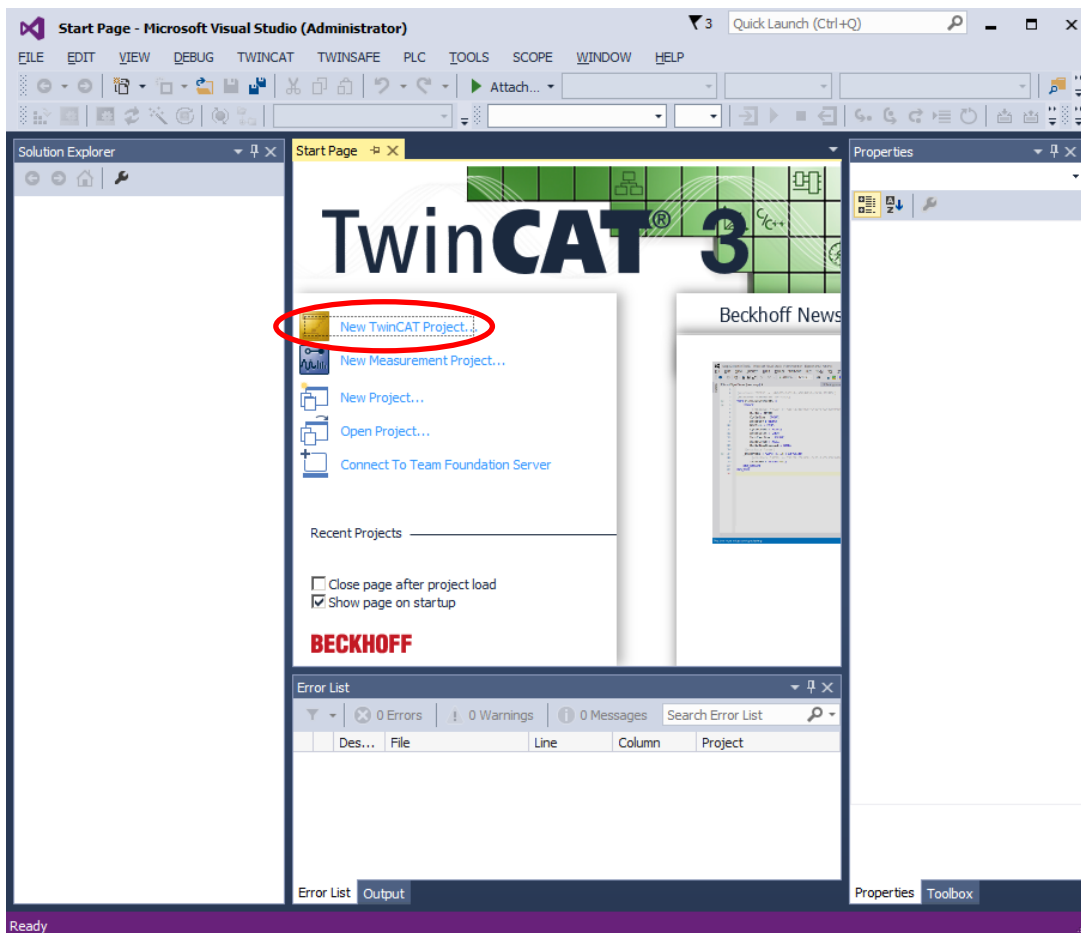 Start Page - Microsoft Visual Studio (Administrator)
3
Quick Launch (Ctrl+Q)
FILE EDIT VIEW DEBUG TWINCAT TWINSAFE PLC TOOLS SCOPE WINDOW HELP
Attach...
Solution Explorer
Start Page
Properties
TwinCAT® 3
C/C++
New TwinCAT Project...
New Measurement Project...
New Project...
Open Project...
Connect To Team Foundation Server
Beckhoff News
Recent Projects
Close page after project load
Show page on startup
BECKHOFF
Error List
0 Errors 0 Warnings 0 Messages Search Error List
Des... File Line Column Project
Error List Output
Properties Toolbox
Ready